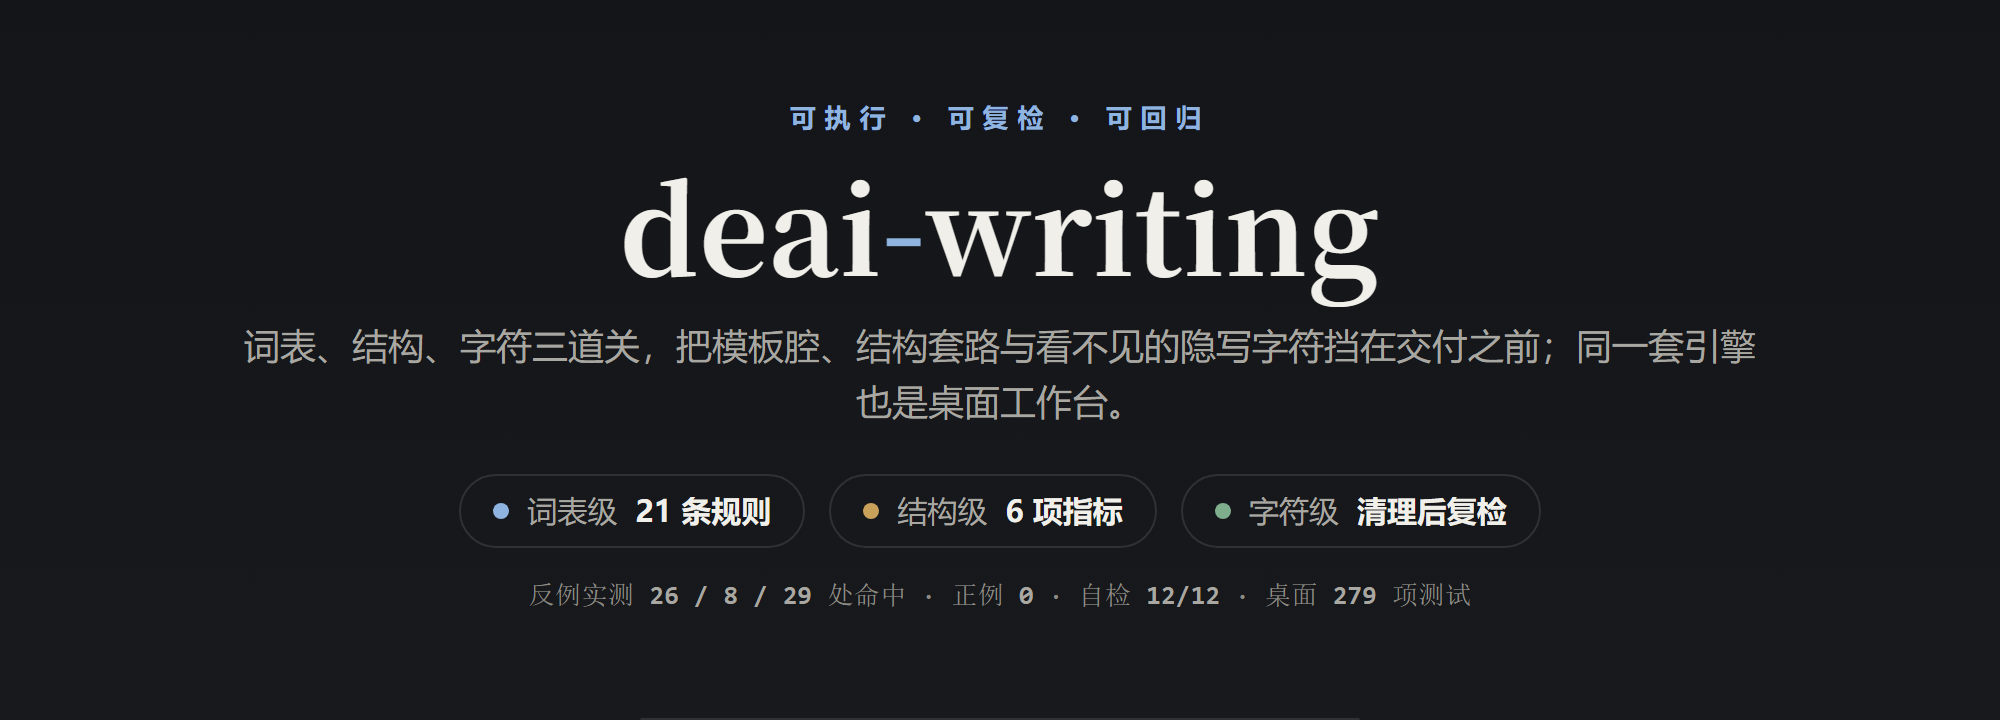 可执行 · 可复检 · 可回归
deai-writing
词表、结构、字符三道关，把模板腔、结构套路与看不见的隐写字符挡在交付之前；同一套引擎
也是桌面工作台。
词表级 21 条规则 结构级 6 项指标 字符级 清理后复检
反例实测 26 / 8 / 29 处命中 · 正例 0 · 自检 12/12 · 桌面 279 项测试